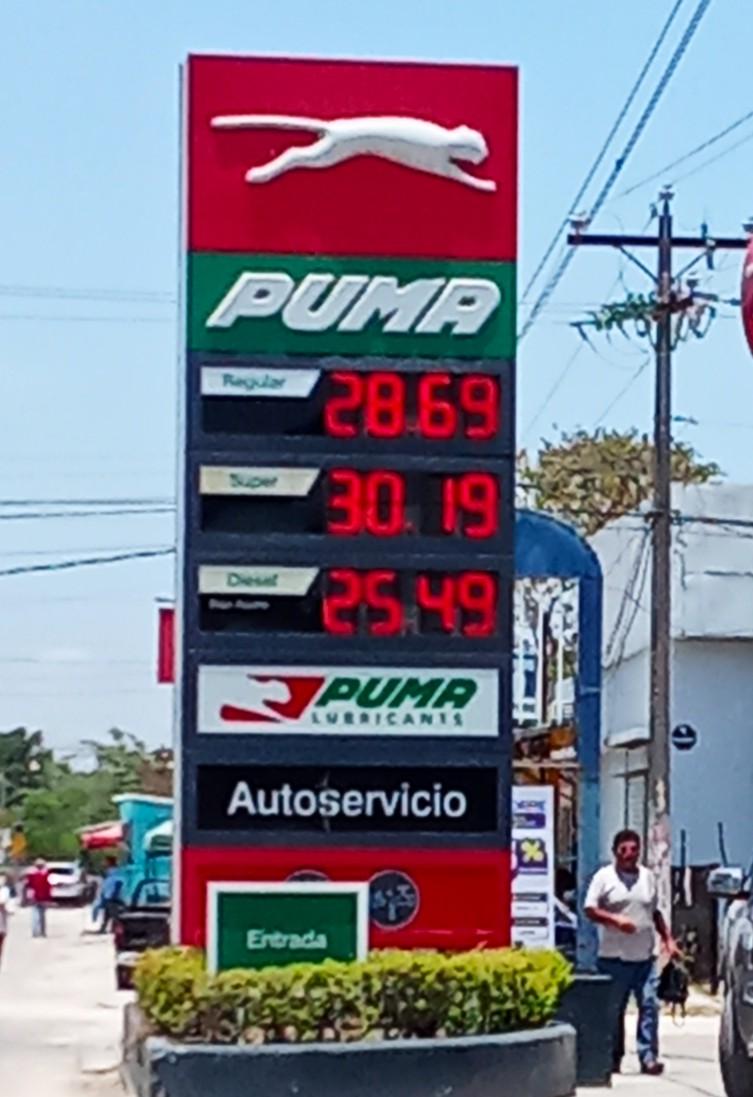 PUMA
Regular 28.69
Super 30.19
Diesel 25.49
PUMA
LUBRICANTS
Autoservicio
Entrada
%